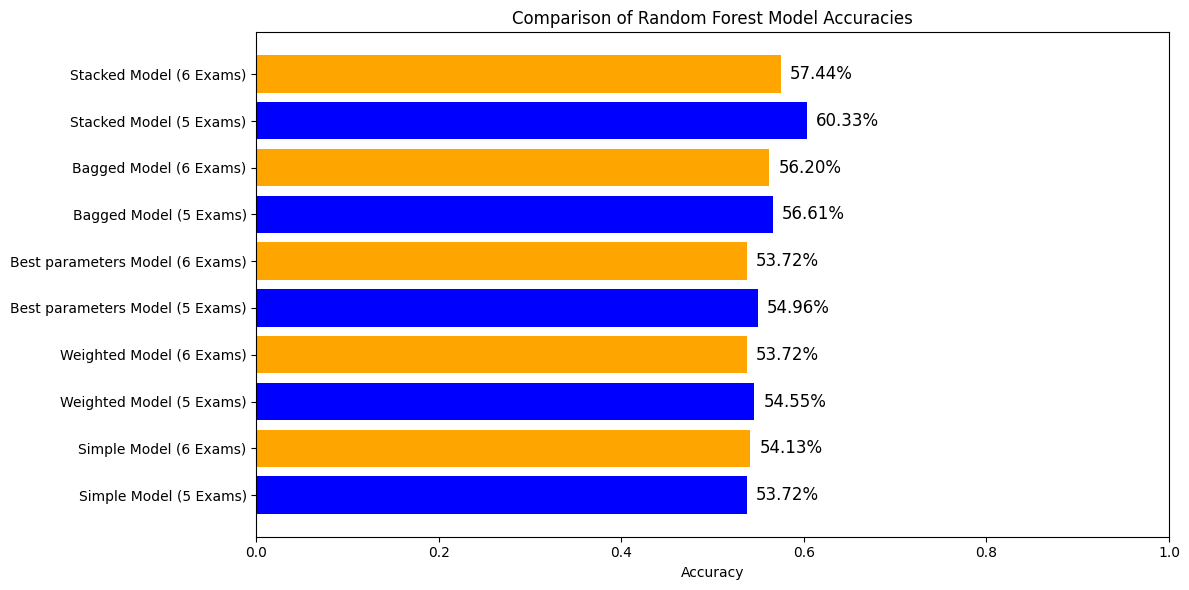 Comparison of Random Forest Model Accuracies
Stacked Model (6 Exams) 57.44%
Stacked Model (5 Exams) 60.33%
Bagged Model (6 Exams) 56.20%
Bagged Model (5 Exams) 56.61%
Best parameters Model (6 Exams) 53.72%
Best parameters Model (5 Exams) 54.96%
Weighted Model (6 Exams) 53.72%
Weighted Model (5 Exams) 54.55%
Simple Model (6 Exams) 54.13%
Simple Model (5 Exams) 53.72%
0.0 0.2 0.4 0.6 0.8 1.0
Accuracy